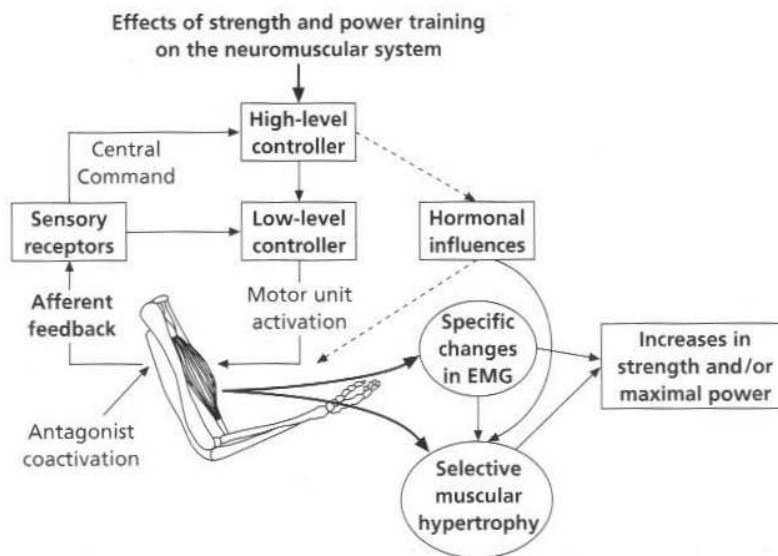 Effects of strength and power training
on the neuromuscular system
High-level
controller
Central
Command
Sensory
receptors
Low-level
controller
Hormonal
influences
Afferent
feedback
Motor unit
activation
Specific
changes
in EMG
Increases in
strength and/or
maximal power
Antagonist
coactivation
Selective
muscular
hypertrophy